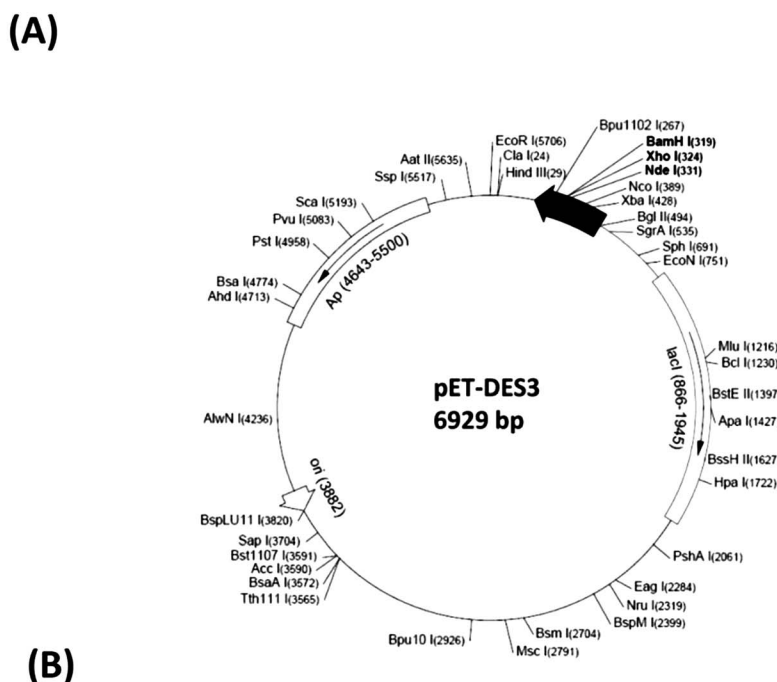 (A)
EcoR I(5706)
Cla I(24)
Hind III(29)
Bpu1102 I(267)
BamH I(319)
Xho I(324)
Nde I(331)
Nco I(389)
Xba I(428)
Bgl II(494)
SgrA I(535)
Sph I(691)
EcoN I(751)
lacI (866-1945)
Mlu I(1216)
Bcl I(1230)
BstE II(1397
Apa I(1427
BssH II(1627
Hpa I(1722)
PshA I(2061)
Eag I(2284)
Nru I(2319)
BspM I(2399)
Bsm I(2704)
Msc I(2791)
Bpu10 I(2926)
Tth111 I(3565)
BsaA I(3572)
Acc I(3590)
Bst1107 I(3591)
Sap I(3704)
BspLU11 I(3820)
ori (3882)
AlwN I(4236)
Ahd I(4713)
Bsa I(4774)
Pst I(4958)
Pvu I(5083)
Sca I(5193)
Ap (4643-5500)
Ssp I(5517)
Aat II(5635)
pET-DES3
6929 bp
(B)